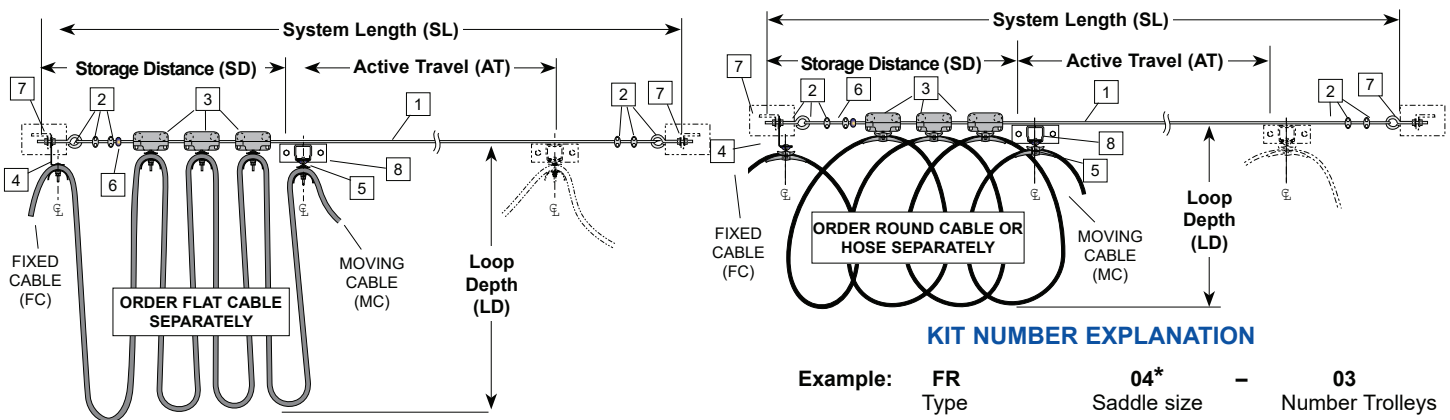 System Length (SL)
Storage Distance (SD)
Active Travel (AT)
7
2
6
3
1
2
7
4
6
5
8
℄
℄
℄
FIXED
CABLE
(FC)
MOVING
CABLE
(MC)
Loop
Depth
(LD)
ORDER FLAT CABLE
SEPARATELY
System Length (SL)
Storage Distance (SD)
Active Travel (AT)
7
2
6
3
1
2
7
4
8
5
℄
℄
℄
FIXED
CABLE
(FC)
ORDER ROUND CABLE OR
HOSE SEPARATELY
MOVING
CABLE
(MC)
Loop
Depth
(LD)
KIT NUMBER EXPLANATION
Example: FR 04* – 03
Type Saddle size Number Trolleys